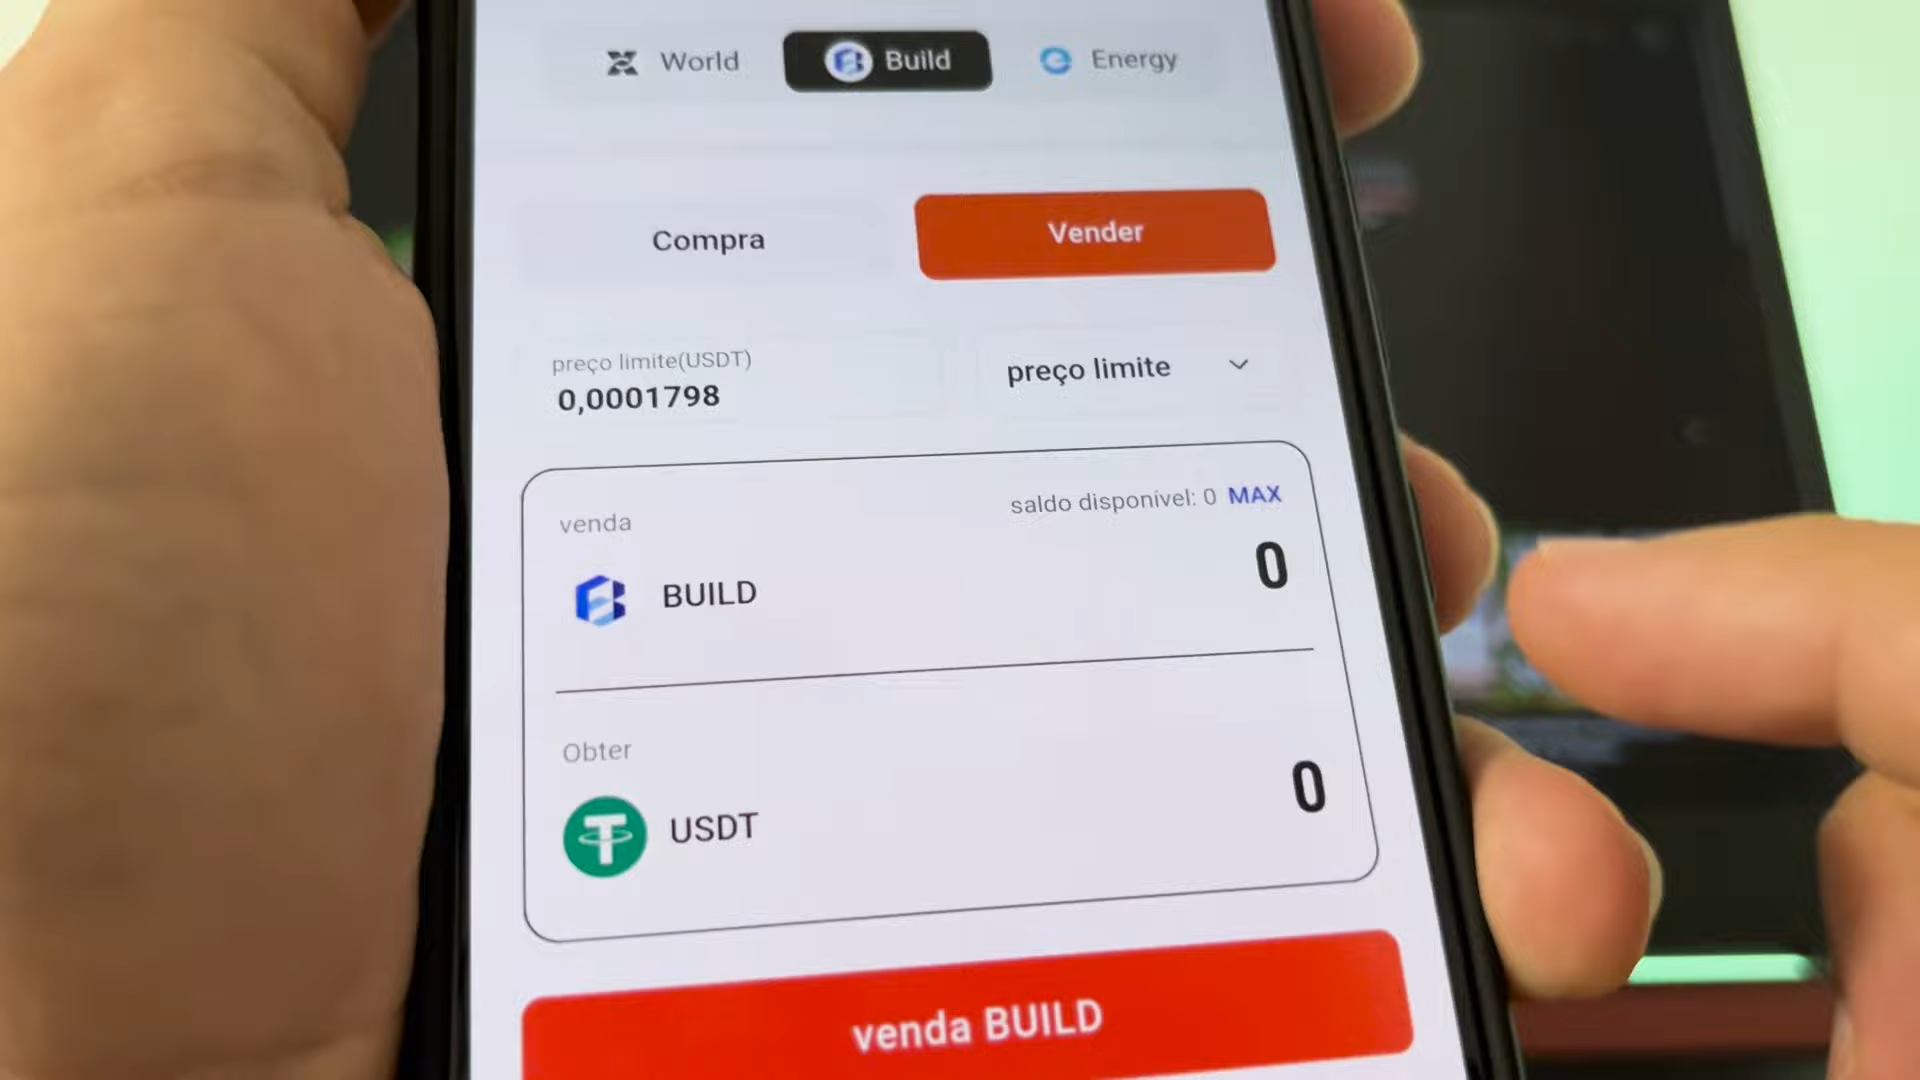 World
Build
Energy
Compra
Vender
preço limite(USDT)
0,0001798
preço limite
venda
saldo disponível: 0 MAX
BUILD
0
Obter
USDT
0
venda BUILD